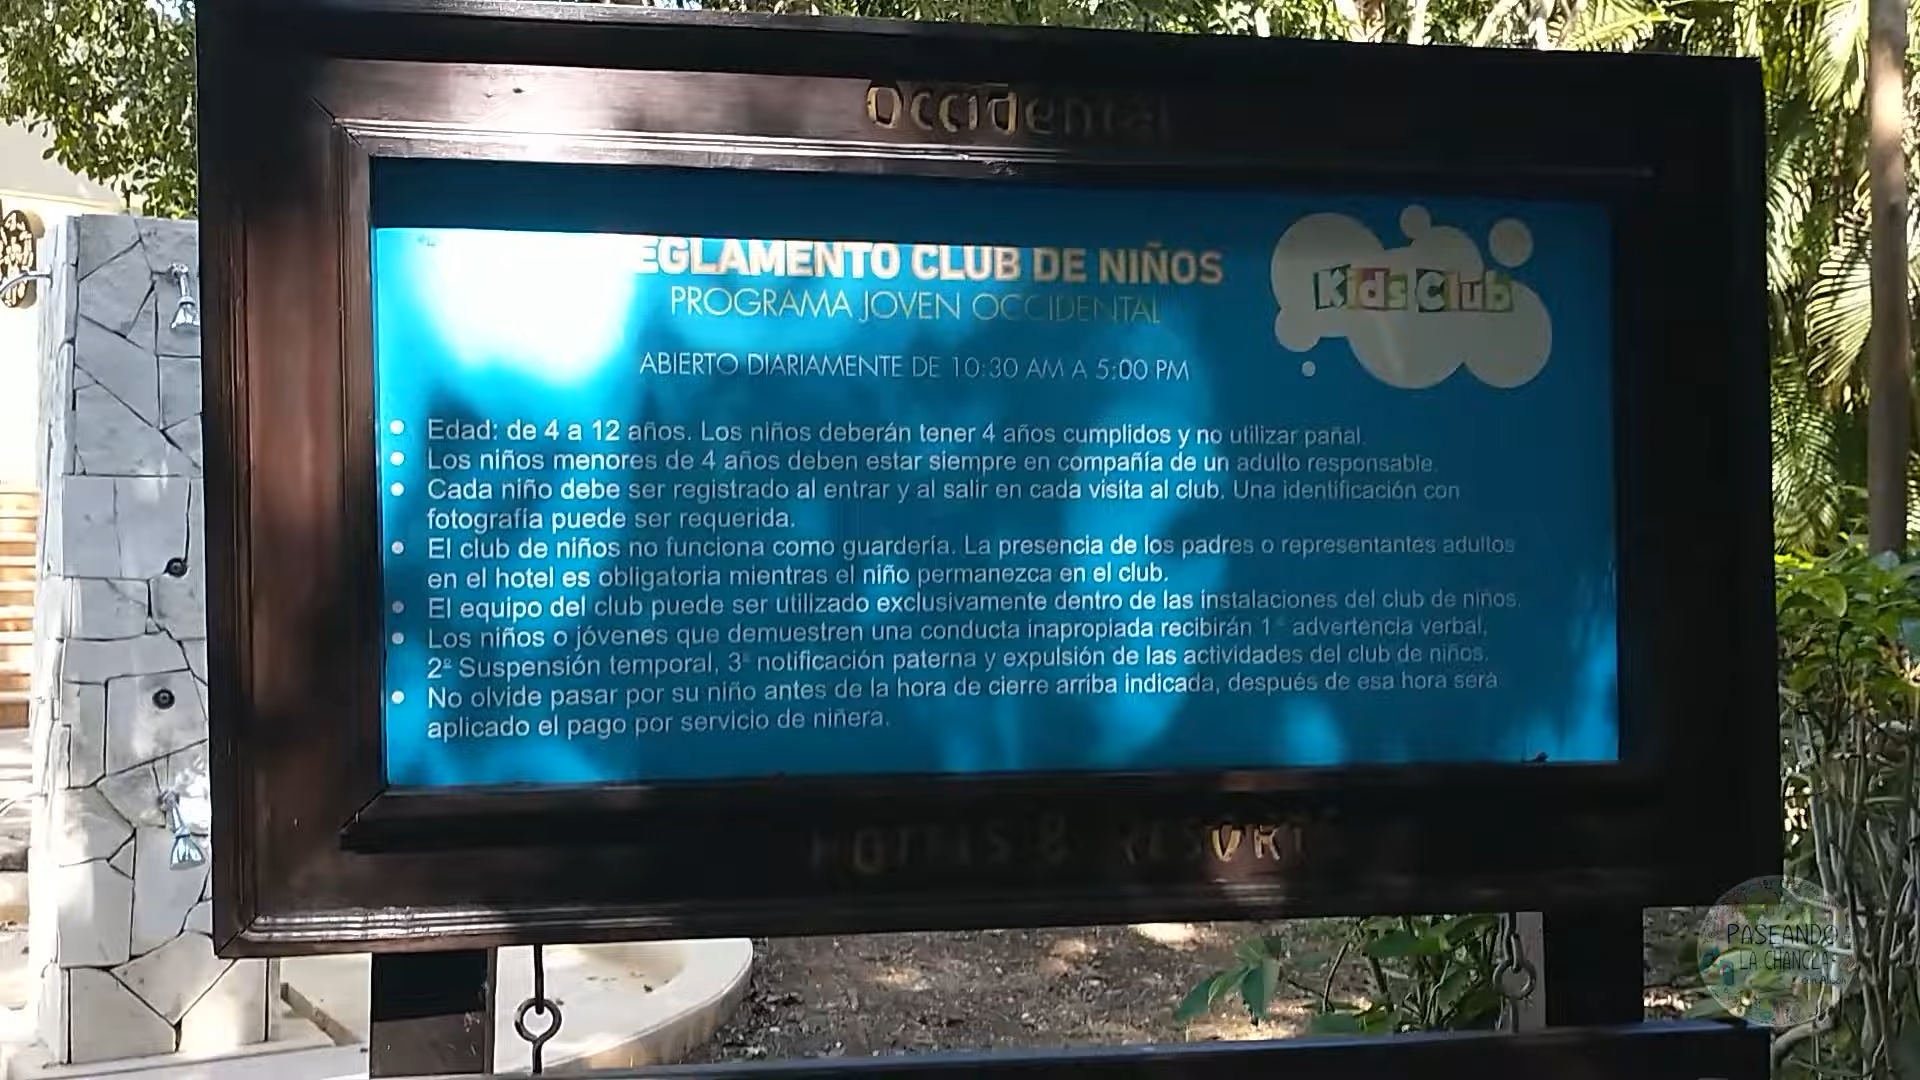 Occidental
EGLAMENTO CLUB DE NIÑOS
PROGRAMA JOVEN OCCIDENTAL
Kids Club
ABIERTO DIARIAMENTE DE 10:30 AM A 5:00 PM
• Edad: de 4 a 12 años. Los niños deberán tener 4 años cumplidos y no utilizar pañal.
• Los niños menores de 4 años deben estar siempre en compañía de un adulto responsable.
• Cada niño debe ser registrado al entrar y al salir en cada visita al club. Una identificación con
fotografía puede ser requerida.
• El club de niños no funciona como guardería. La presencia de los padres o representantes adultos
en el hotel es obligatoria mientras el niño permanezca en el club.
• El equipo del club puede ser utilizado exclusivamente dentro de las instalaciones del club de niños.
• Los niños o jóvenes que demuestren una conducta inapropiada recibirán 1ª advertencia verbal,
2ª Suspensión temporal, 3ª notificación paterna y expulsión de las actividades del club de niños.
• No olvide pasar por su niño antes de la hora de cierre arriba indicada, después de esa hora será
aplicado el pago por servicio de niñera.
HOTELS & RESORTS
PASEANDO
LA CHANCLA
con Alison